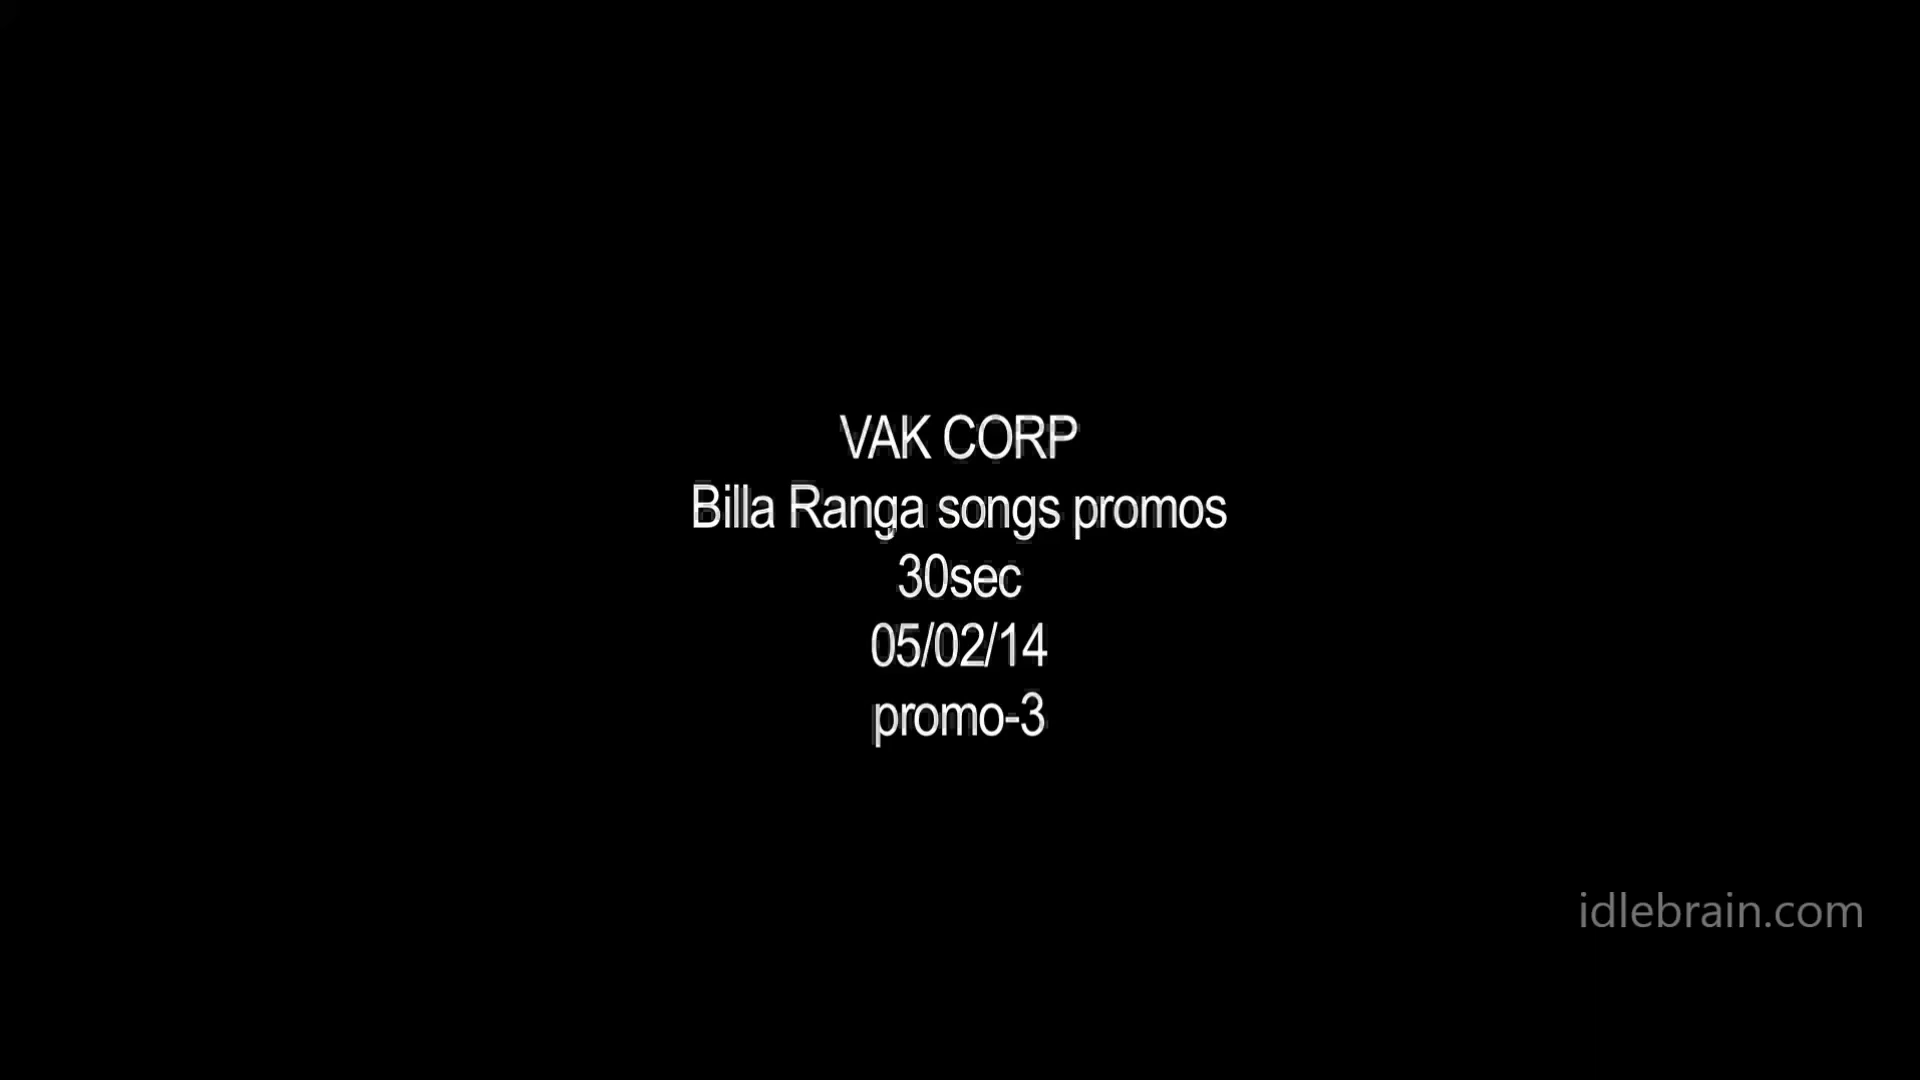 VAK CORP
Billa Ranga songs promos
30sec
05/02/14
promo-3
idlebrain.com